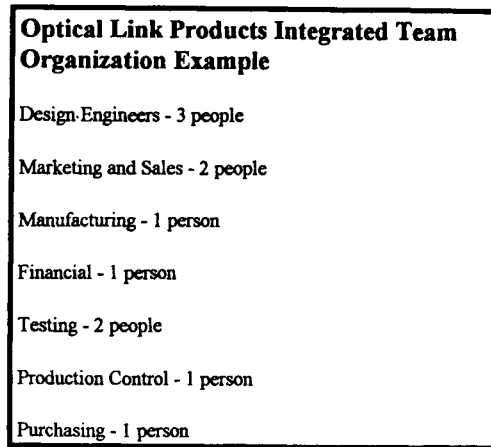 Optical Link Products Integrated Team
Organization Example
Design Engineers - 3 people
Marketing and Sales - 2 people
Manufacturing - 1 person
Financial - 1 person
Testing - 2 people
Production Control - 1 person
Purchasing - 1 person